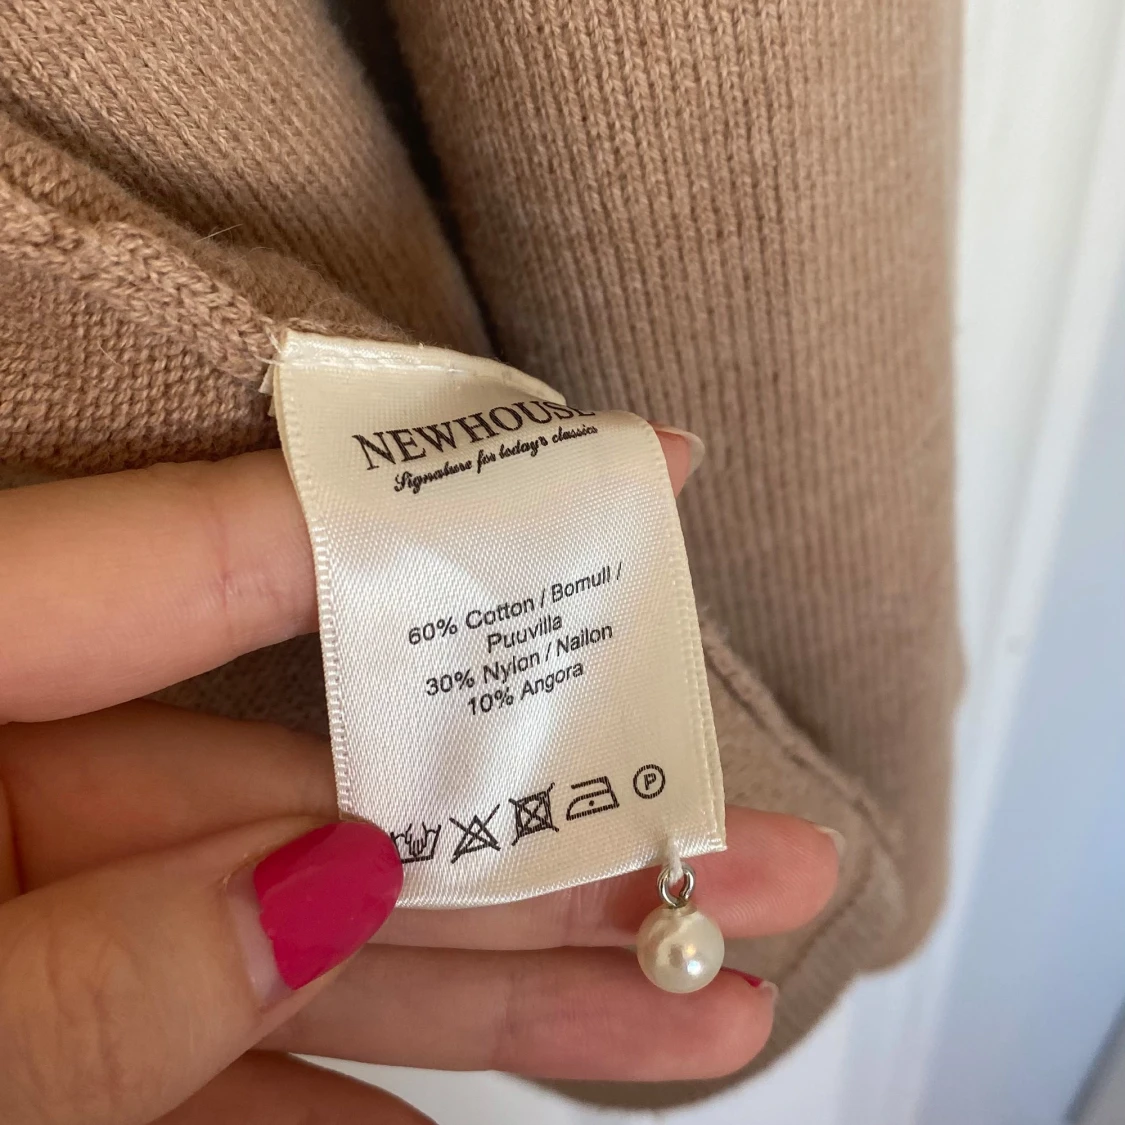 NEWHOUSE
Signature for today's classics
60% Cotton / Bomull /
Puuvilla
30% Nylon / Nailon
10% Angora
P